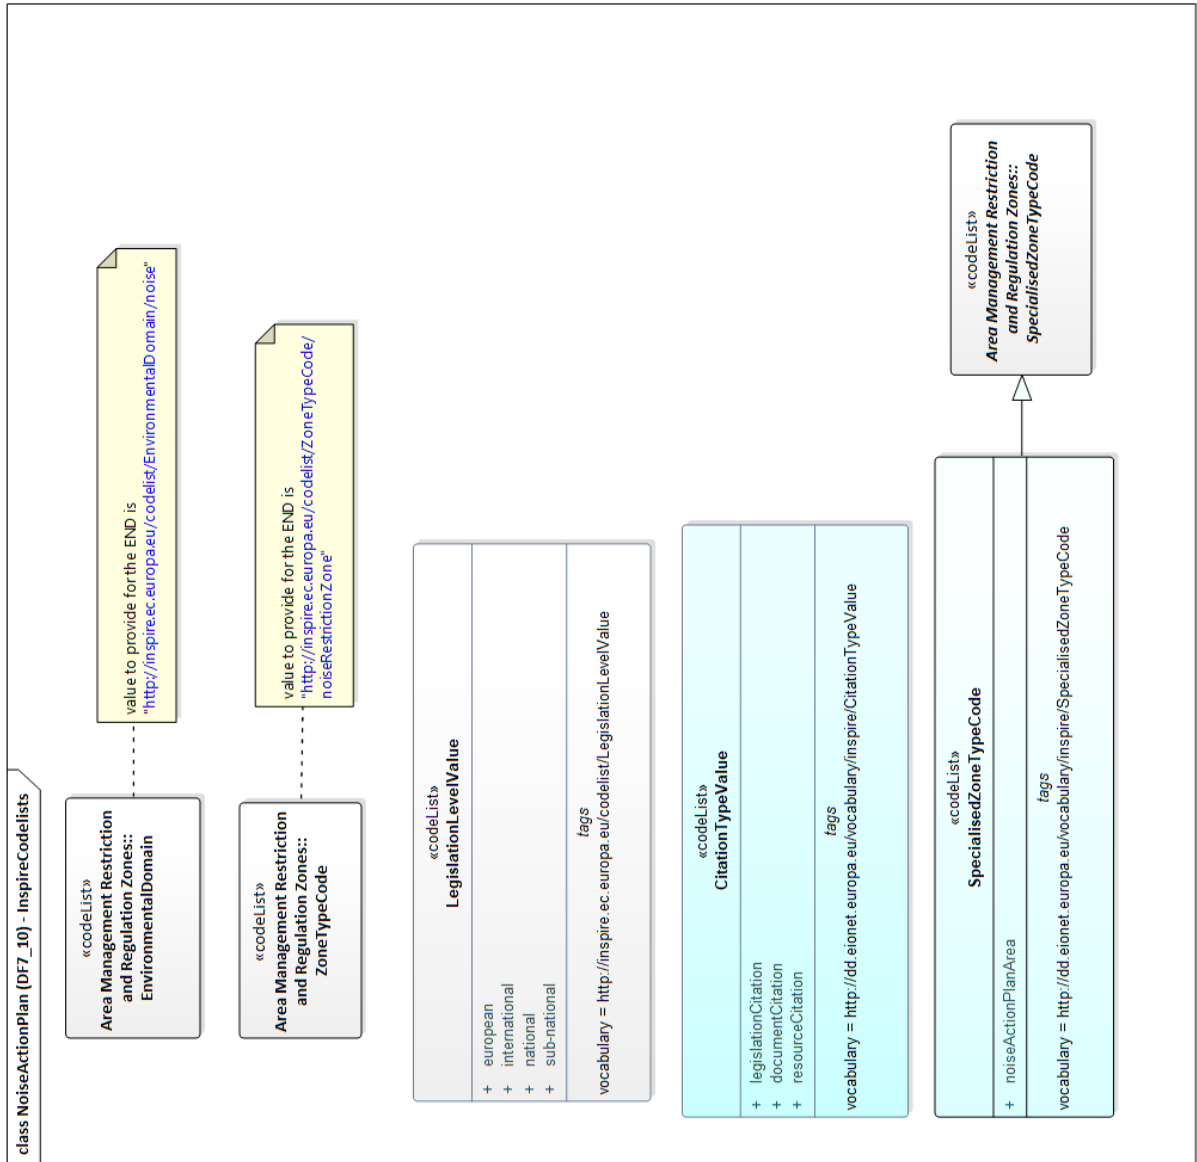 class NoiseActionPlan (DF7_10) - InspireCodelists
«codeList»
Area Management Restriction
and Regulation Zones::
EnvironmentalDomain
value to provide for the END is
"http://inspire.ec.europa.eu/codelist/EnvironmentalDomain/noise"
«codeList»
Area Management Restriction
and Regulation Zones::
ZoneTypeCode
value to provide for the END is
"http://inspire.ec.europa.eu/codelist/ZoneTypeCode/
noiseRestrictionZone"
«codeList»
LegislationLevelValue
+ european
+ international
+ national
+ sub-national
tags
vocabulary = http://inspire.ec.europa.eu/codelist/LegislationLevelValue
«codeList»
CitationTypeValue
+ legislationCitation
+ documentCitation
+ resourceCitation
tags
vocabulary = http://dd.eionet.europa.eu/vocabulary/inspire/CitationTypeValue
«codeList»
SpecialisedZoneTypeCode
+ noiseActionPlanArea
tags
vocabulary = http://dd.eionet.europa.eu/vocabulary/inspire/SpecialisedZoneTypeCode
«codeList»
Area Management Restriction
and Regulation Zones::
SpecialisedZoneTypeCode